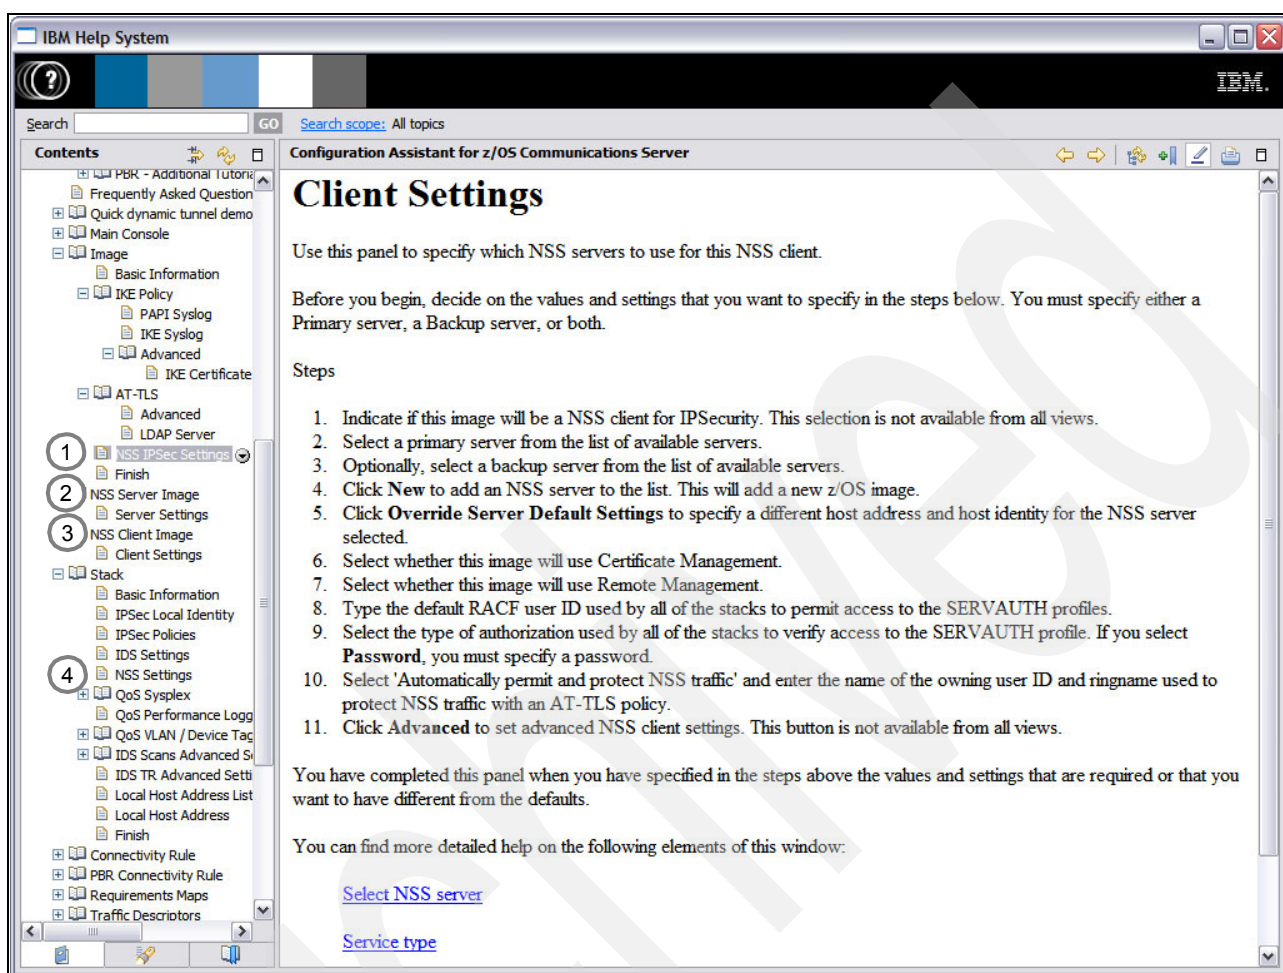 IBM Help System
IBM.
Search
GO
Search scope: All topics
Contents
PBR - Additional Tutoria
Frequently Asked Question
Quick dynamic tunnel demo
Main Console
Image
Basic Information
IKE Policy
PAPI Syslog
IKE Syslog
Advanced
IKE Certificate
AT-TLS
Advanced
LDAP Server
1 NSS IPSec Settings
Finish
2 NSS Server Image
Server Settings
3 NSS Client Image
Client Settings
Stack
Basic Information
IPSec Local Identity
IPSec Policies
IDS Settings
4 NSS Settings
QoS Sysplex
QoS Performance Logg
QoS VLAN / Device Tag
IDS Scans Advanced Se
IDS TR Advanced Setti
Local Host Address List
Local Host Address
Finish
Connectivity Rule
PBR Connectivity Rule
Requirements Maps
Traffic Descriptors
Configuration Assistant for z/OS Communications Server
Client Settings
Use this panel to specify which NSS servers to use for this NSS client.
Before you begin, decide on the values and settings that you want to specify in the steps below. You must specify either a
Primary server, a Backup server, or both.
Steps
1. Indicate if this image will be a NSS client for IPSecurity. This selection is not available from all views.
2. Select a primary server from the list of available servers.
3. Optionally, select a backup server from the list of available servers.
4. Click New to add an NSS server to the list. This will add a new z/OS image.
5. Click Override Server Default Settings to specify a different host address and host identity for the NSS server
selected.
6. Select whether this image will use Certificate Management.
7. Select whether this image will use Remote Management.
8. Type the default RACF user ID used by all of the stacks to permit access to the SERVAUTH profiles.
9. Select the type of authorization used by all of the stacks to verify access to the SERVAUTH profile. If you select
Password, you must specify a password.
10. Select 'Automatically permit and protect NSS traffic' and enter the name of the owning user ID and ringname used to
protect NSS traffic with an AT-TLS policy.
11. Click Advanced to set advanced NSS client settings. This button is not available from all views.
You have completed this panel when you have specified in the steps above the values and settings that are required or that you
want to have different from the defaults.
You can find more detailed help on the following elements of this window:
Select NSS server
Service type